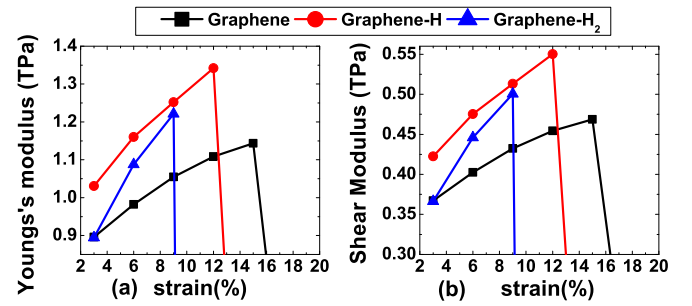 Graphene Graphene-H Graphene-H2
Youngs's modulus (TPa)
1.4
1.3
1.2
1.1
1.0
0.9
2 4 6 8 10 12 14 16 18 20
(a) strain(%)
Shear Modulus (TPa)
0.55
0.50
0.45
0.40
0.35
0.30
2 4 6 8 10 12 14 16 18 20
(b) strain(%)